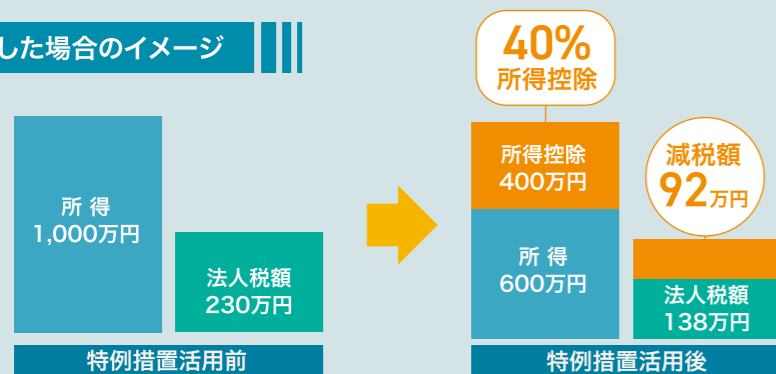 した場合のイメージ
所 得
1,000万円
法人税額
230万円
特例措置活用前
40%
所得控除
所得控除
400万円
所 得
600万円
減税額
92万円
法人税額
138万円
特例措置活用後